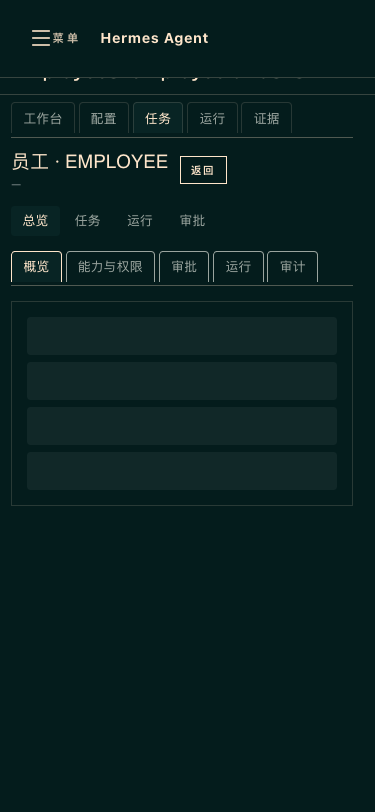 菜单 Hermes Agent
工作台 配置 任务 运行 证据
员工 · EMPLOYEE 返回
—
总览 任务 运行 审批
概览 能力与权限 审批 运行 审计